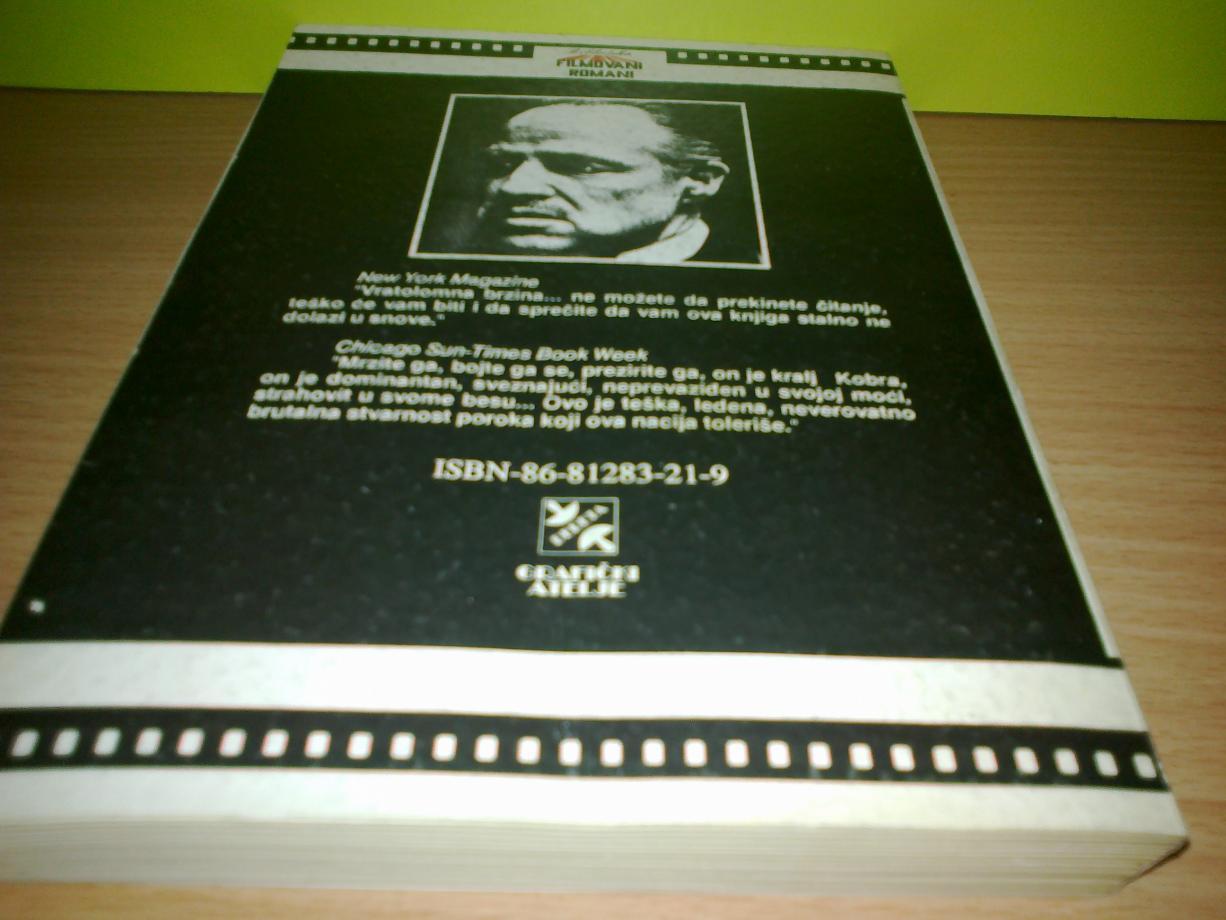 Biblioteka
FILMOVANI
ROMANI
New York Magazine
"Vratolomna brzina... ne možete da prekinete čitanje,
teško će vam biti i da sprečite da vam ova knjiga stalno ne
dolazi u snove."
Chicago Sun-Times Book Week
"Mrzite ga, bojte ga se, prezirite ga, on je kralj Kobra,
on je dominantan, sveznajući, neprevaziđen u svojoj moći,
strahovit u svome besu... Ovo je teška, ledena, neverovatno
brutalna stvarnost poroka koji ova nacija toleriše."
ISBN-86-81283-21-9
GRAFIČKI
ATELJE